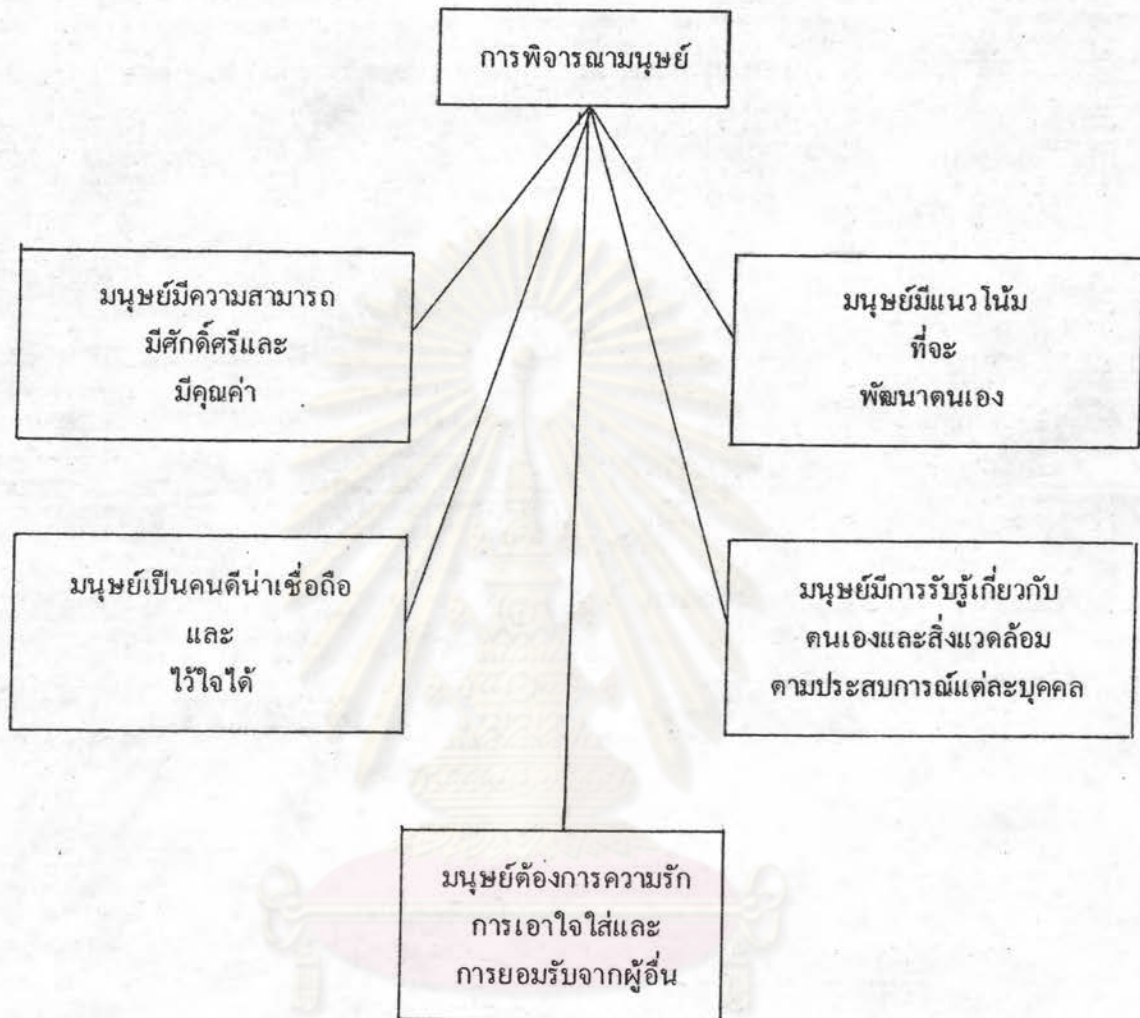 การพิจารณามนุษย์
มนุษย์มีความสามารถ
มีศักดิ์ศรีและ
มีคุณค่า
มนุษย์มีแนวโน้ม
ที่จะ
พัฒนาตนเอง
มนุษย์เป็นคนดีน่าเชื่อถือ
และ
ไว้ใจได้
มนุษย์มีการรับรู้เกี่ยวกับ
ตนเองและสิ่งแวดล้อม
ตามประสบการณ์แต่ละบุคคล
มนุษย์ต้องการความรัก
การเอาใจใส่และ
การยอมรับจากผู้อื่น